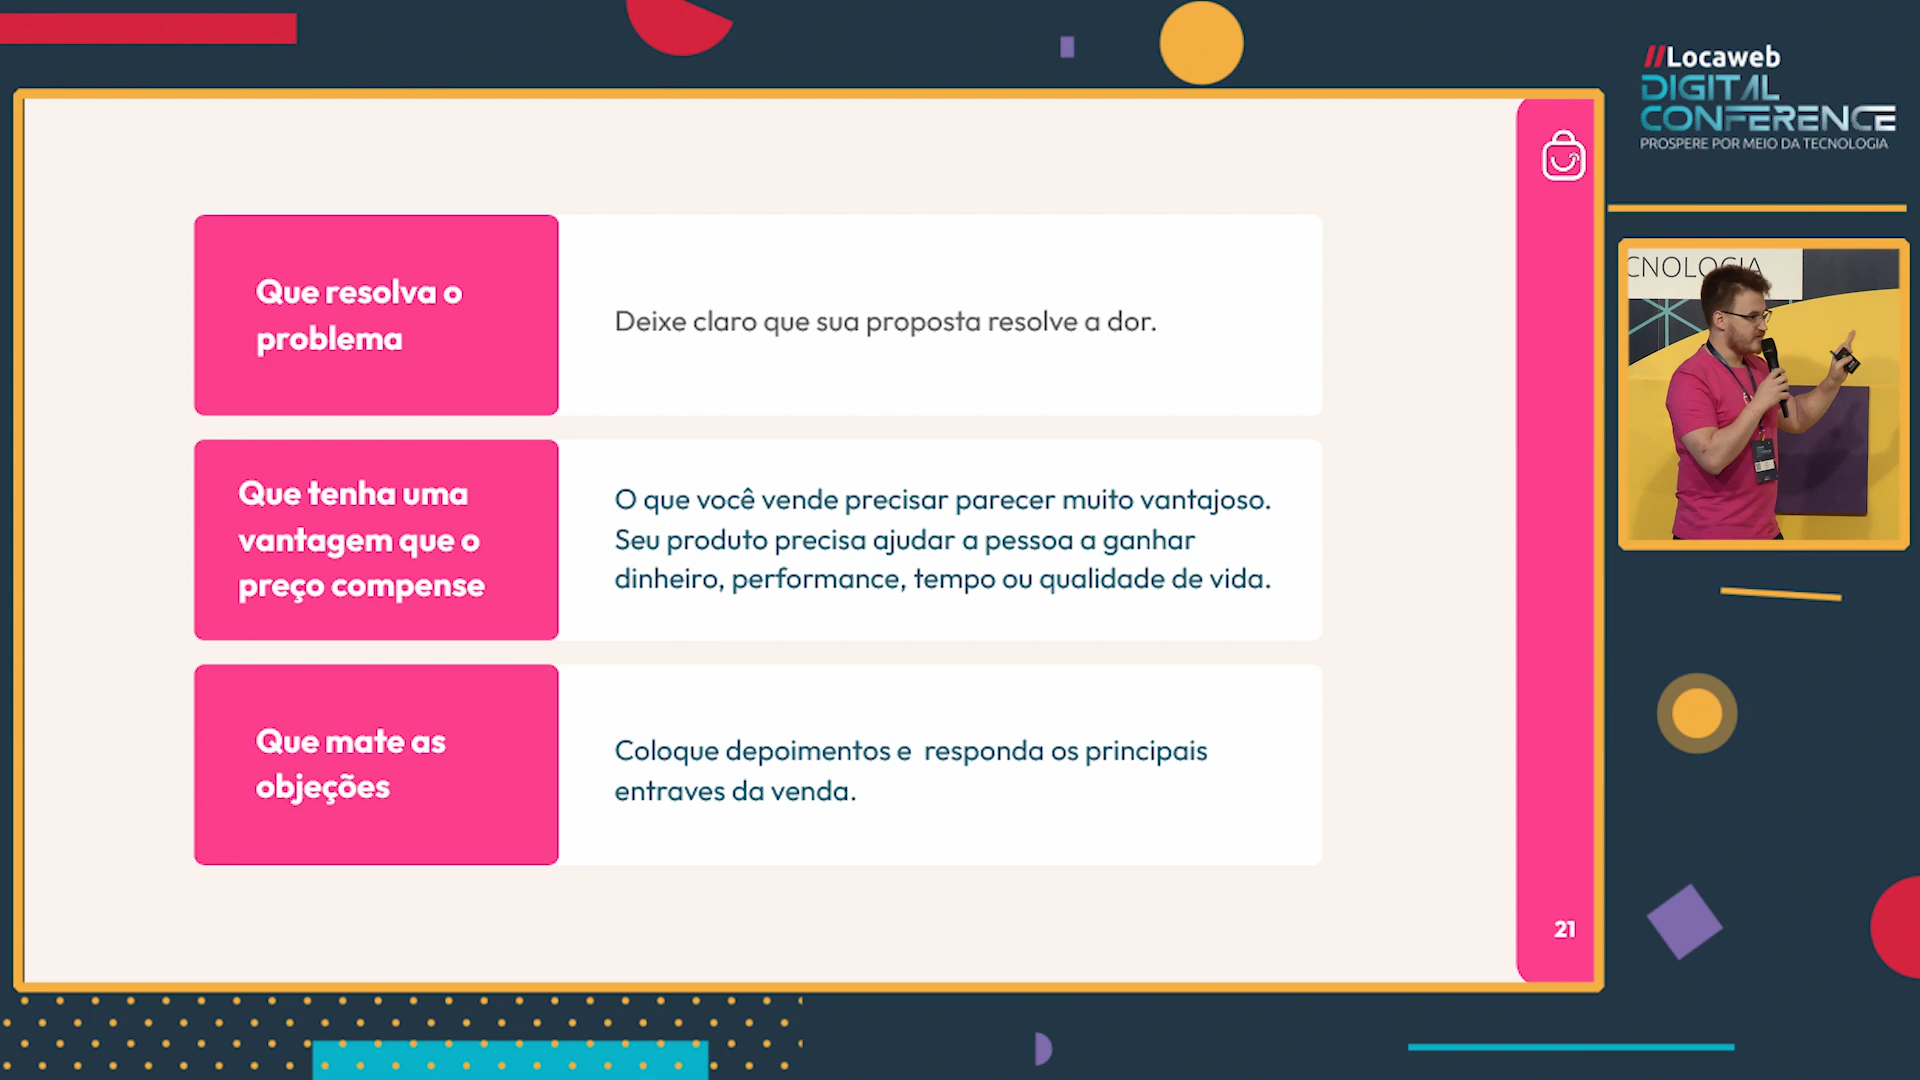 //Locaweb
DIGITAL
CONFERENCE
PROSPERE POR MEIO DA TECNOLOGIA
Que resolva o
problema
Deixe claro que sua proposta resolve a dor.
Que tenha uma
vantagem que o
preço compense
O que você vende precisar parecer muito vantajoso.
Seu produto precisa ajudar a pessoa a ganhar
dinheiro, performance, tempo ou qualidade de vida.
Que mate as
objeções
Coloque depoimentos e responda os principais
entraves da venda.
21
CNOLOGIA